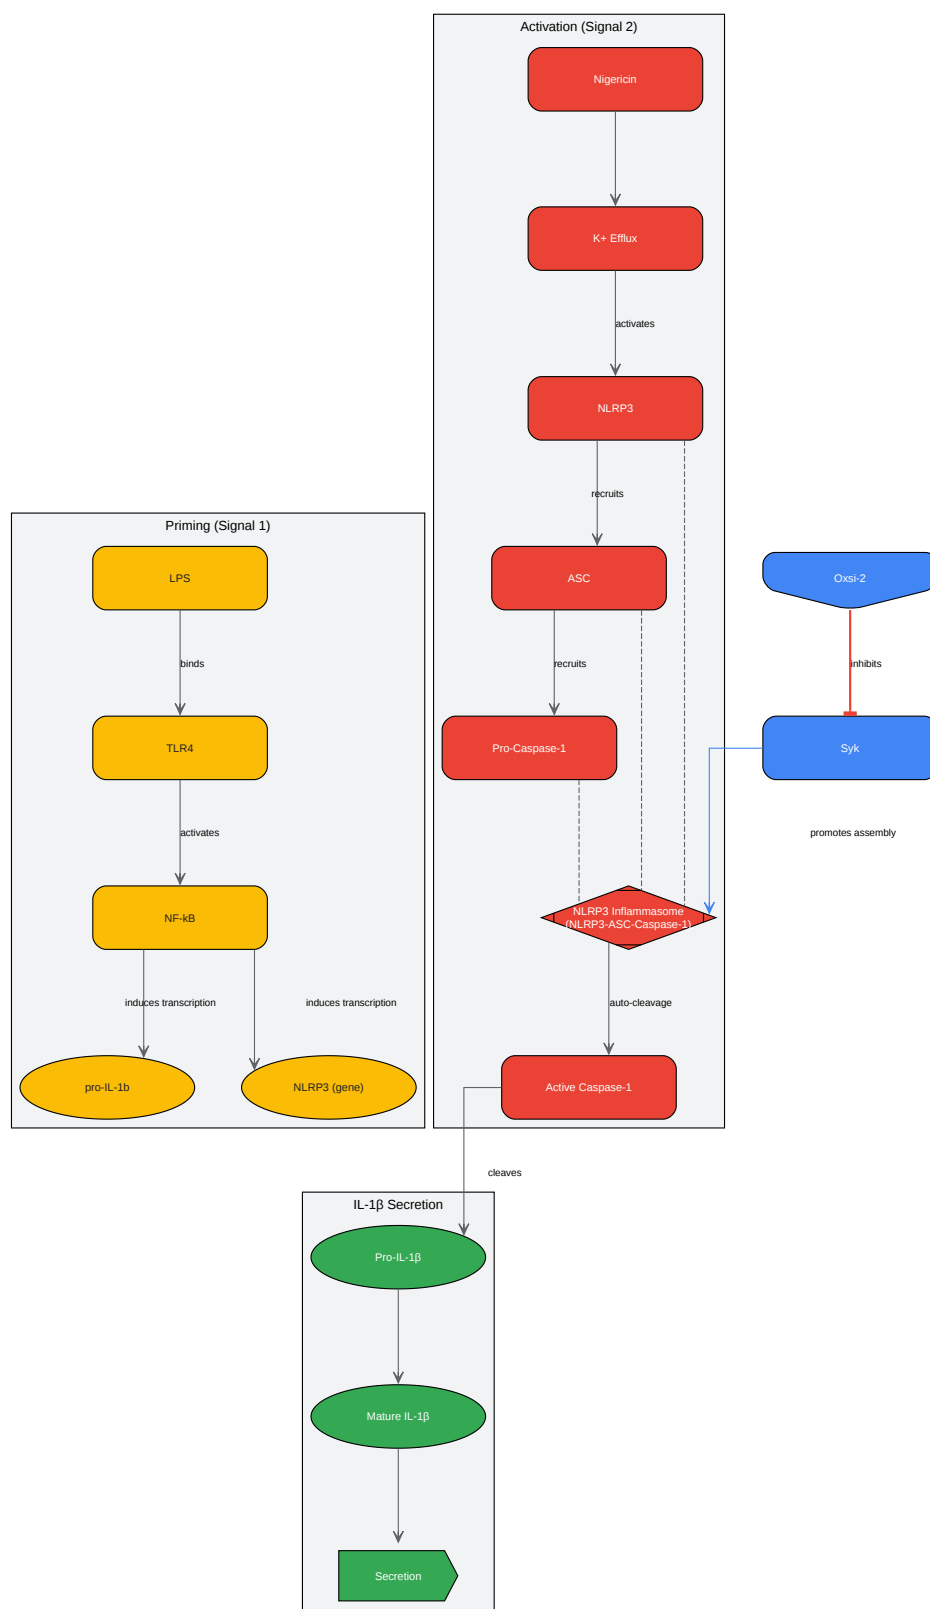 Activation (Signal 2)
Nigericin
K+ Efflux
activates
NLRP3
recruits
Priming (Signal 1)
LPS
ASC
Oxsi-2
binds
recruits
inhibits
TLR4
Pro-Caspase-1
Syk
activates
promotes assembly
NF-kB
NLRP3 Inflammasome
(NLRP3-ASC-Caspase-1)
induces transcription
induces transcription
auto-cleavage
pro-IL-1b
NLRP3 (gene)
Active Caspase-1
cleaves
IL-1β Secretion
Pro-IL-1β
Mature IL-1β
Secretion